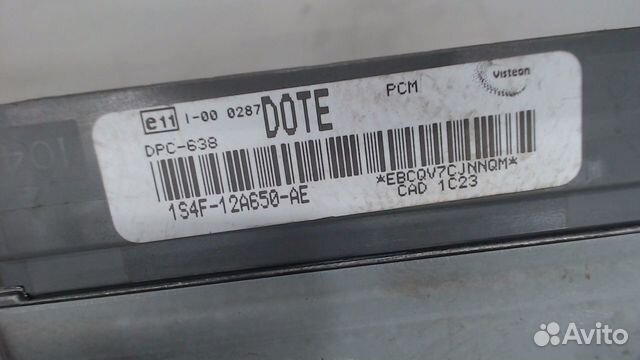 e11 I-00 0287 DOTE PCM Visteon
DPC-638
1S4F-12A650-AE
*EBCQV7CJNNQM*
CAD 1C23
Avito